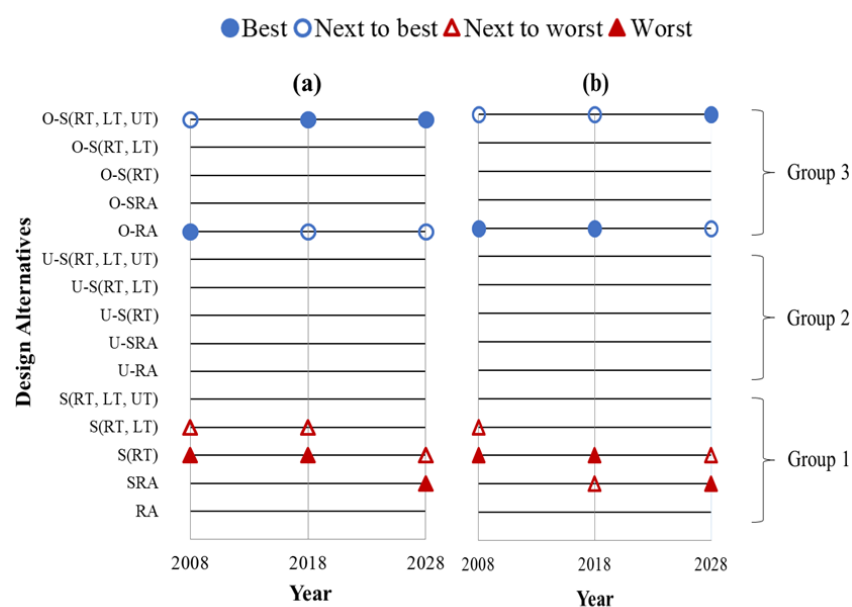 Best Next to best Next to worst Worst
(a) (b)
O-S(RT, LT, UT)
O-S(RT, LT)
O-S(RT)
O-SRA
O-RA
Group 3
U-S(RT, LT, UT)
U-S(RT, LT)
U-S(RT)
U-SRA
U-RA
Group 2
S(RT, LT, UT)
S(RT, LT)
S(RT)
SRA
RA
Group 1
Design Alternatives
2008 2018 2028 2008 2018 2028
Year Year